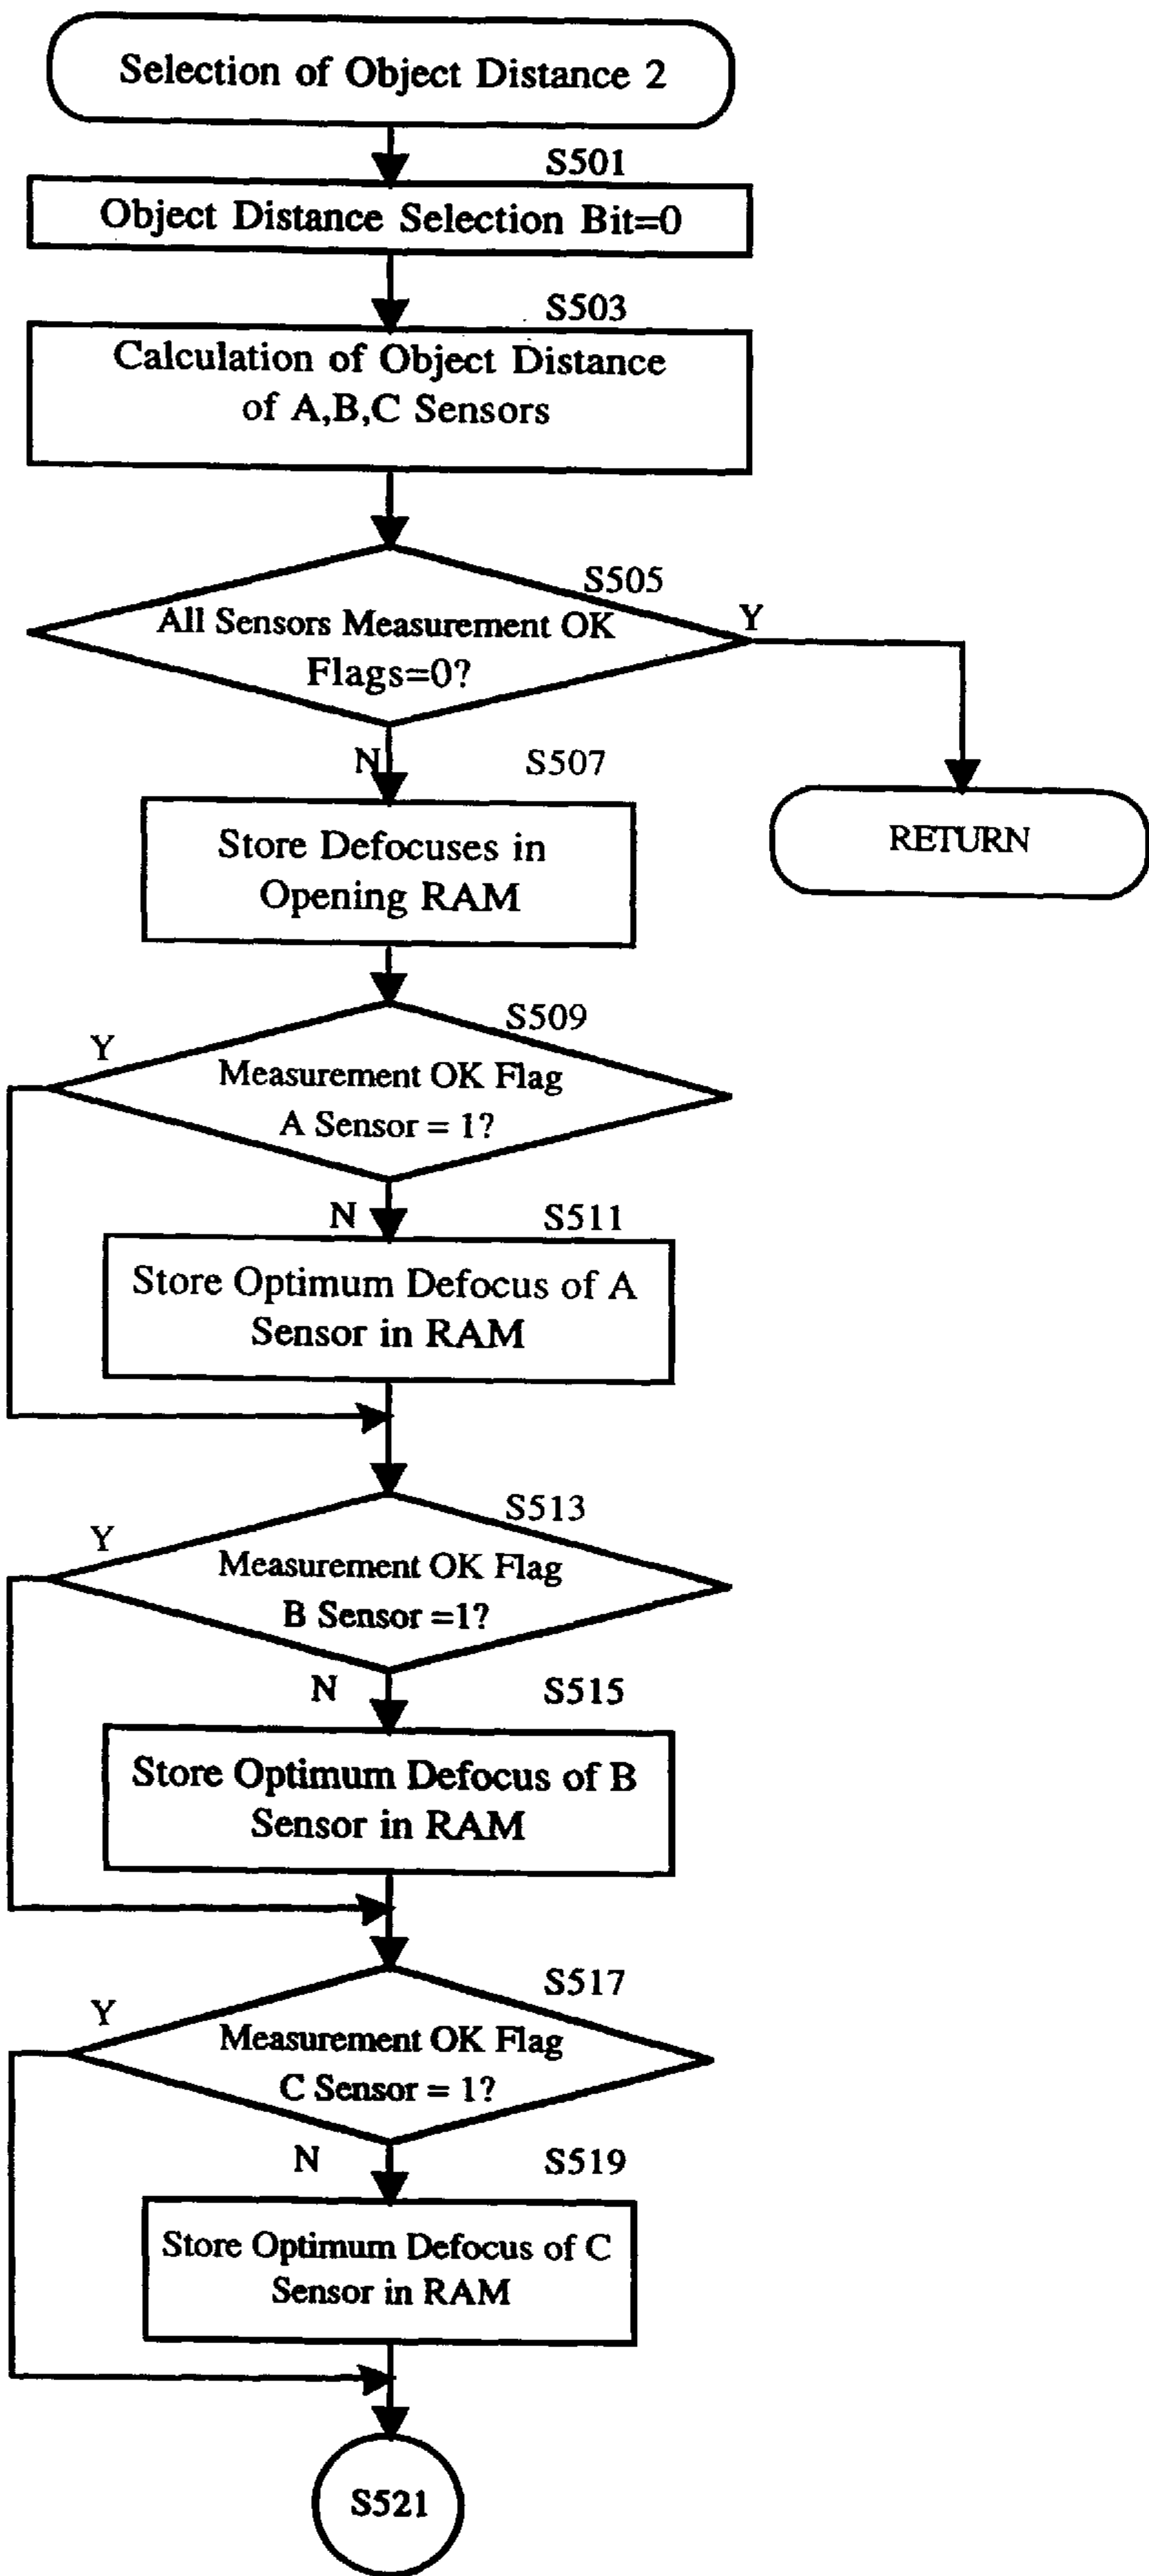 Selection of Object Distance 2
S501
Object Distance Selection Bit=0
S503
Calculation of Object Distance
of A,B,C Sensors
S505
All Sensors Measurement OK
Flags=0?
Y
N
S507
Store Defocuses in
Opening RAM
RETURN
S509
Y
Measurement OK Flag
A Sensor = 1?
N
S511
Store Optimum Defocus of A
Sensor in RAM
S513
Y
Measurement OK Flag
B Sensor =1?
N
S515
Store Optimum Defocus of B
Sensor in RAM
S517
Y
Measurement OK Flag
C Sensor = 1?
N
S519
Store Optimum Defocus of C
Sensor in RAM
S521